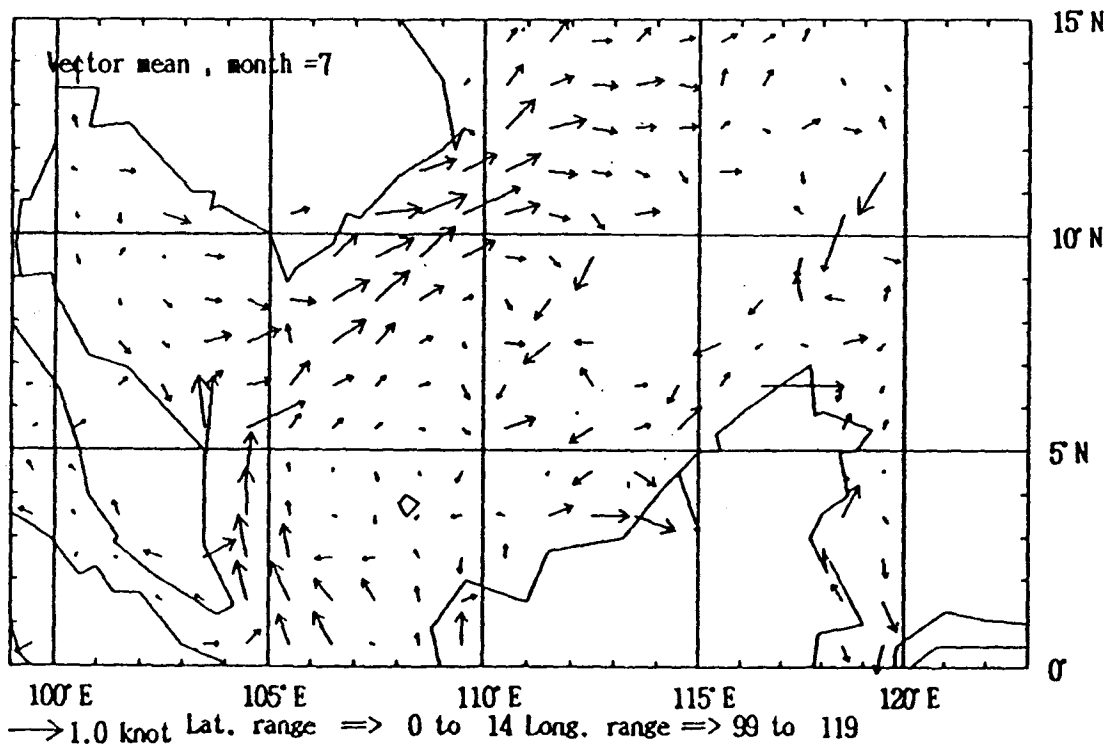 15° N
Vector mean , month =7
10° N
5° N
0°
100° E 105° E 110° E 115° E 120° E
1.0 knot Lat. range => 0 to 14 Long. range => 99 to 119